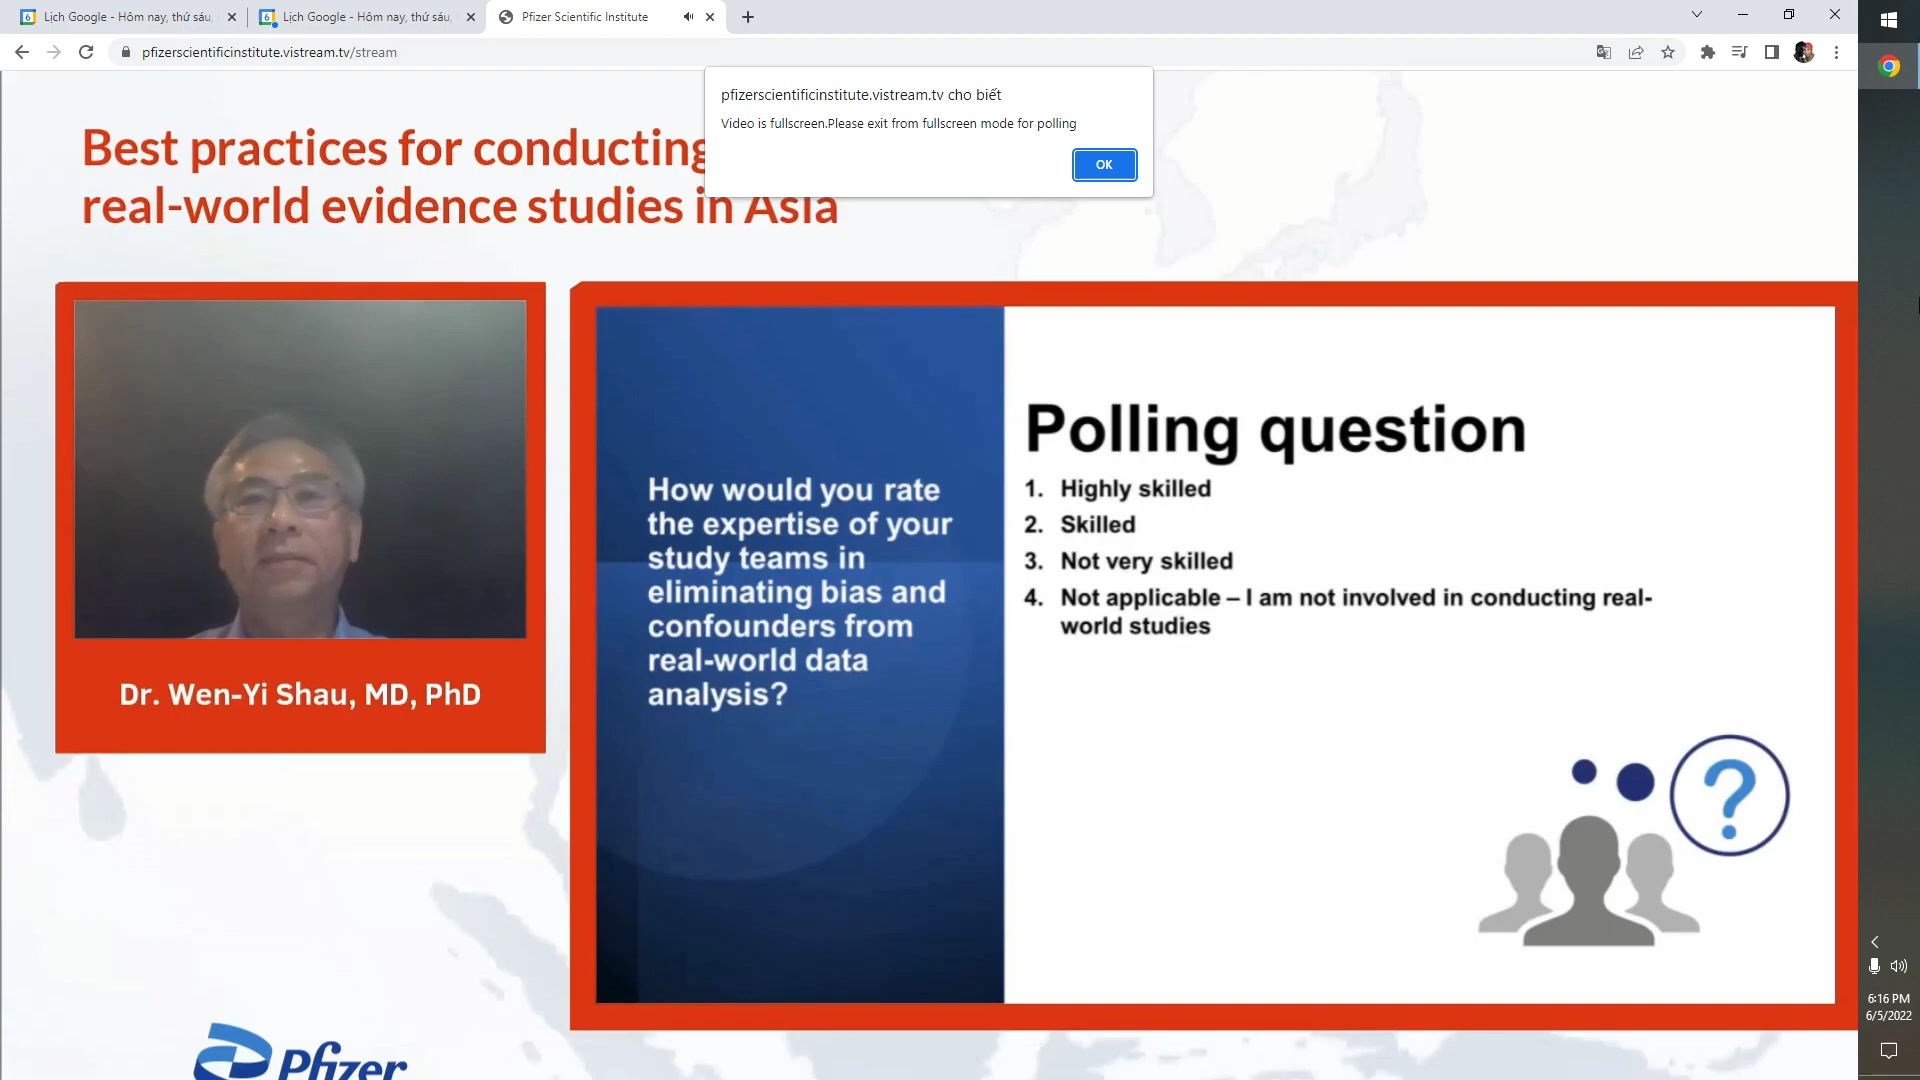 Lịch Google - Hôm nay, thứ sáu,
Lịch Google - Hôm nay, thứ sáu,
Pfizer Scientific Institute
pfizerscientificinstitute.vistream.tv/stream
pfizerscientificinstitute.vistream.tv cho biết
Video is fullscreen.Please exit from fullscreen mode for polling
OK
Best practices for conducting
real-world evidence studies in Asia
Dr. Wen-Yi Shau, MD, PhD
How would you rate
the expertise of your
study teams in
eliminating bias and
confounders from
real-world data
analysis?
Polling question
1. Highly skilled
2. Skilled
3. Not very skilled
4. Not applicable – I am not involved in conducting real-
world studies
?
Pfizer
6:16 PM
6/5/2022